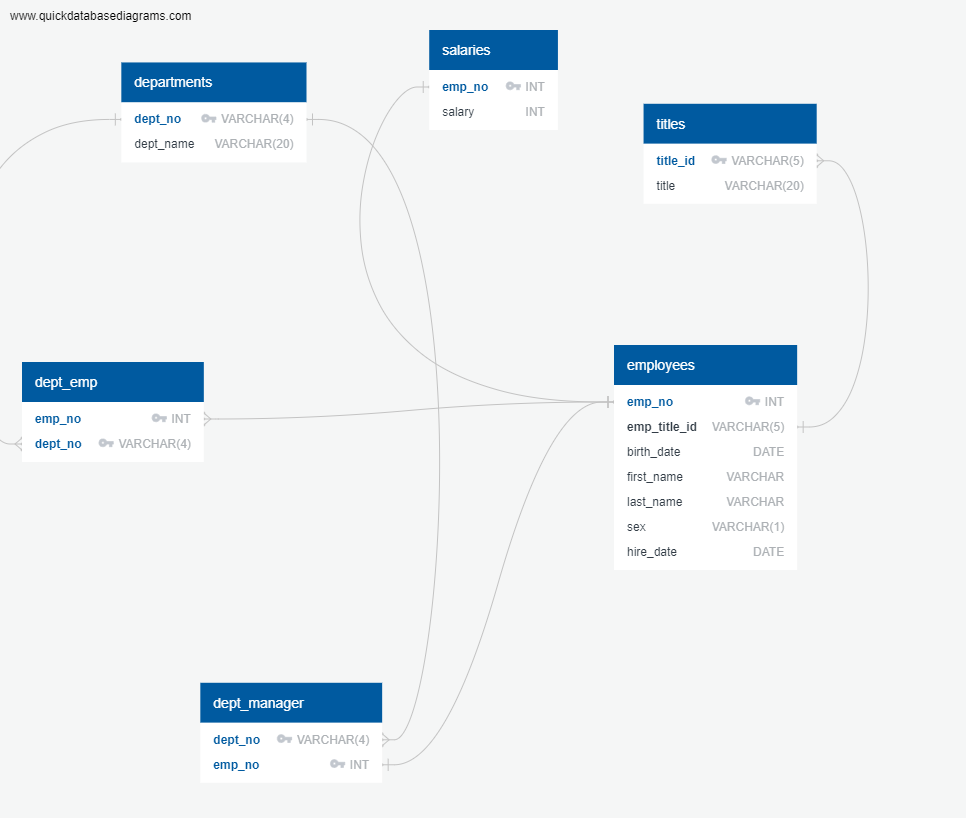 www.quickdatabasediagrams.com
salaries
emp_no INT
salary INT
departments
dept_no VARCHAR(4)
dept_name VARCHAR(20)
titles
title_id VARCHAR(5)
title VARCHAR(20)
dept_emp
emp_no INT
dept_no VARCHAR(4)
employees
emp_no INT
emp_title_id VARCHAR(5)
birth_date DATE
first_name VARCHAR
last_name VARCHAR
sex VARCHAR(1)
hire_date DATE
dept_manager
dept_no VARCHAR(4)
emp_no INT